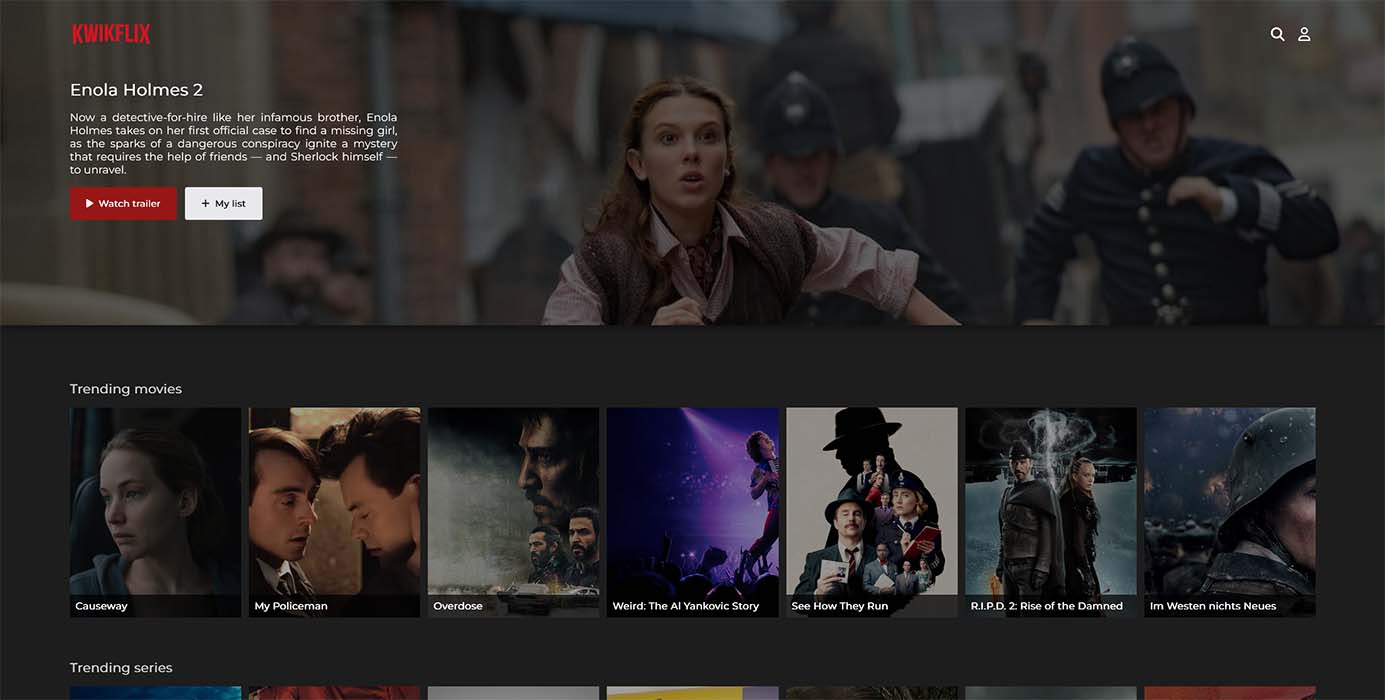 KWIKFLIX
Enola Holmes 2
Now a detective-for-hire like her infamous brother, Enola
Holmes takes on her first official case to find a missing girl,
as the sparks of a dangerous conspiracy ignite a mystery
that requires the help of friends — and Sherlock himself —
to unravel.
Watch trailer
+ My list
Trending movies
Causeway
My Policeman
Overdose
Weird: The Al Yankovic Story
See How They Run
R.I.P.D. 2: Rise of the Damned
Im Westen nichts Neues
Trending series